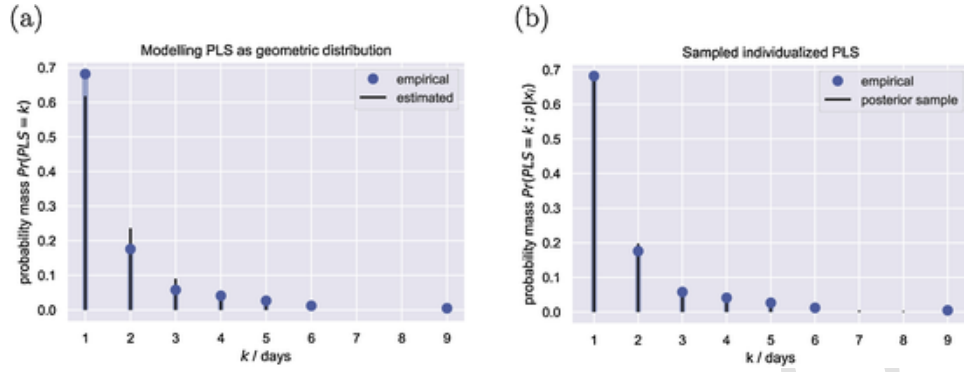 (a)
Modelling PLS as geometric distribution
0.7
0.6
0.5
0.4
0.3
0.2
0.1
0.0
probability mass Pr(PLS = k)
empirical
estimated
1 2 3 4 5 6 7 8 9
k / days
(b)
Sampled individualized PLS
0.7
0.6
0.5
0.4
0.3
0.2
0.1
0.0
probability mass Pr(PLS = k ; p|xᵢ)
empirical
posterior sample
1 2 3 4 5 6 7 8 9
k / days